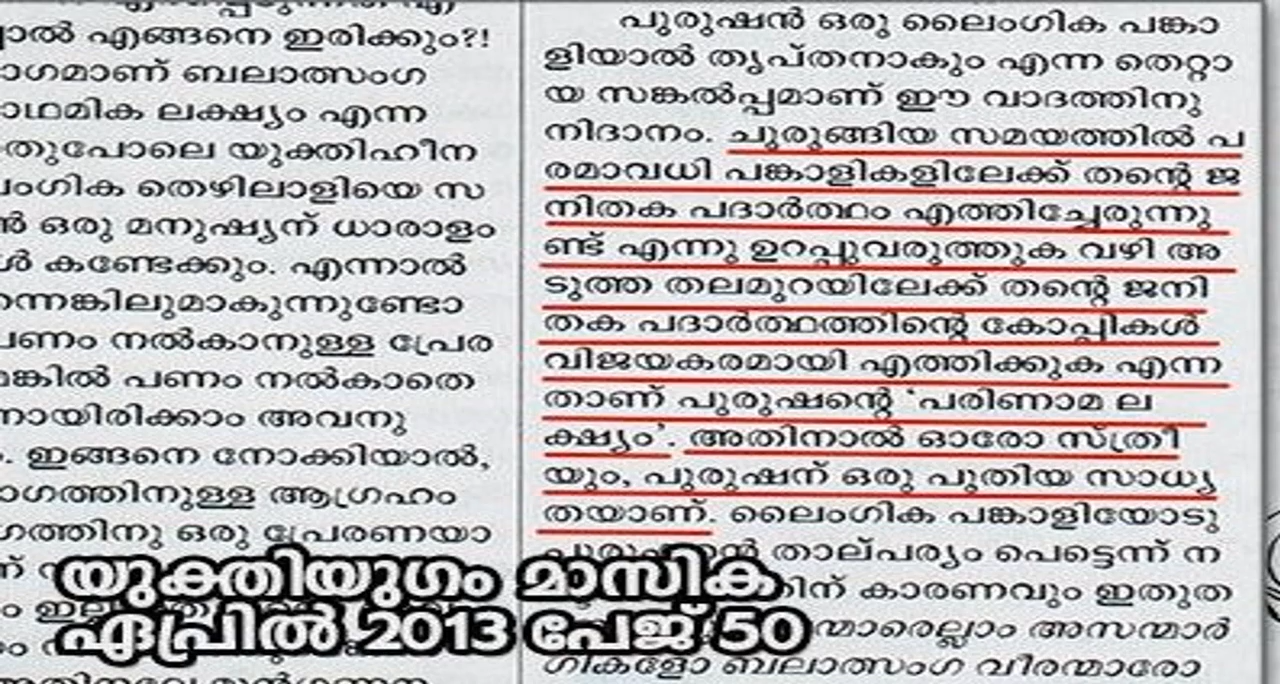 ാൽ എങ്ങനെ ഇരിക്കും?!
ാഗമാണ് ബലാത്സംഗ
ാഥമിക ലക്ഷ്യം എന്ന
തുപോലെ യുക്തിഹീന
ംഗിക തെഴിലാളിയെ സ
ൻ ഒരു മനുഷ്യന് ധാരാളം
ൾ കണ്ടേക്കും. എന്നാൽ
ന്നെങ്കിലുമാകുന്നുണ്ടോ
പണം നൽകാനുള്ള പ്രേര
മെങ്കിൽ പണം നൽകാതെ
നായിരിക്കാം അവനു
. ഇങ്ങനെ നോക്കിയാൽ,
ാഗത്തിനുള്ള ആഗ്രഹം
ഗത്തിനു ഒരു പ്രേരണയാ
പുരുഷൻ ഒരു ലൈംഗിക പങ്കാ
ളിയാൽ തൃപ്തനാകും എന്ന തെറ്റാ
യ സങ്കൽപ്പമാണ് ഈ വാദത്തിനു
നിദാനം. ചുരുങ്ങിയ സമയത്തിൽ പ
രമാവധി പങ്കാളികളിലേക്ക് തന്റെ ജ
നിതക പദാർത്ഥം എത്തിച്ചേരുന്നു
ണ്ട് എന്നു ഉറപ്പുവരുത്തുക വഴി അ
ടുത്ത തലമുറയിലേക്ക് തന്റെ ജനി
തക പദാർത്ഥത്തിന്റെ കോപ്പികൾ
വിജയകരമായി എത്തിക്കുക എന്ന
താണ് പുരുഷന്റെ 'പരിണാമ ല
ക്ഷ്യം'. അതിനാൽ ഓരോ സ്ത്രീ
യും, പുരുഷന് ഒരു പുതിയ സാധ്യ
തയാണ്. ലൈംഗിക പങ്കാളിയോടു
താല്പര്യം പെട്ടെന്ന് ന
ിന് കാരണവും ഇതുത
ന്മാരെല്ലാം അസന്മാർ
ഗികളോ ബലാത്സംഗ വീരന്മാരോ
യുക്തിയുഗം മാസിക
ഏപ്രിൽ 2013 പേജ് 50